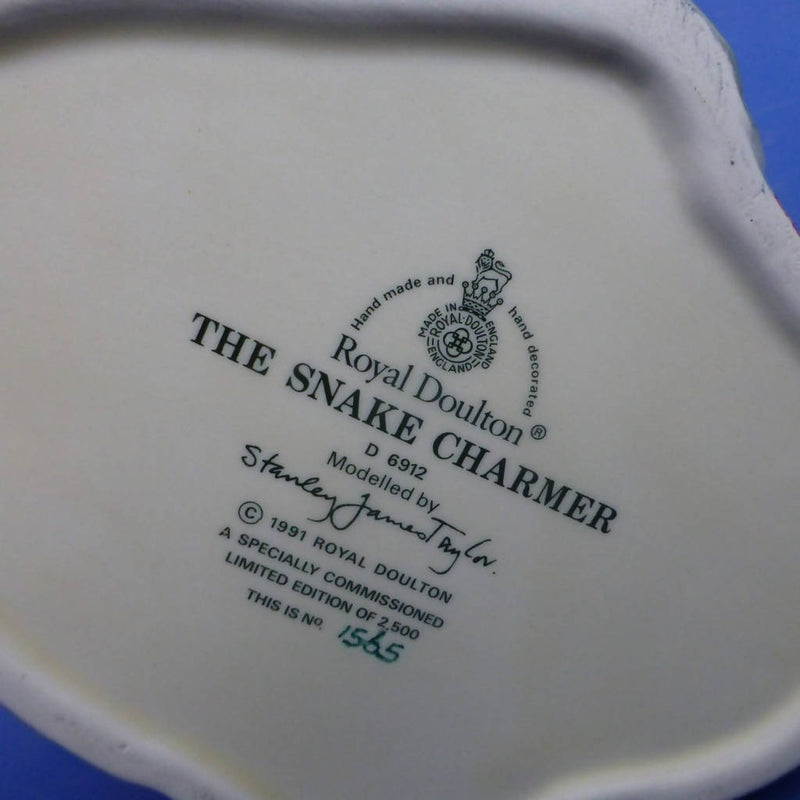 Hand made and hand decorated
MADE IN ENGLAND
ROYAL·DOULTON
ENGLAND
Royal Doulton ®
THE SNAKE CHARMER
D 6912
Modelled by
Stanley James Taylor.
© 1991 ROYAL DOULTON
A SPECIALLY COMMISSIONED
LIMITED EDITION OF 2,500
THIS IS No. 1565